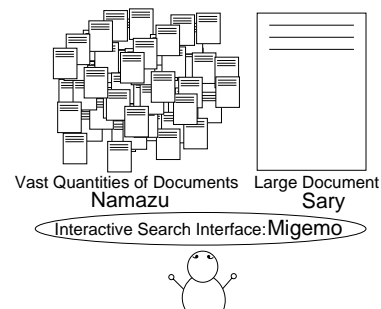 Vast Quantities of Documents Large Document
Namazu Sary
Interactive Search Interface:Migemo